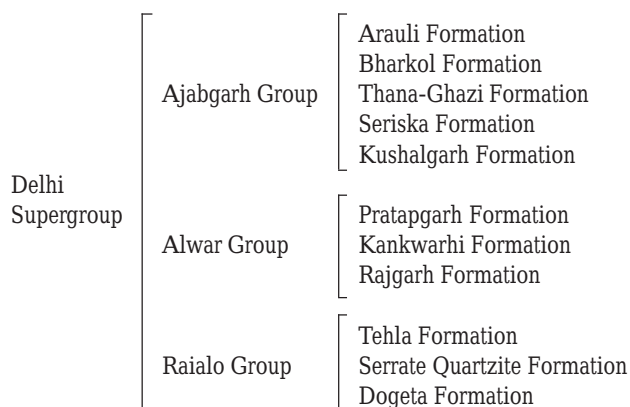 Delhi
Supergroup
Ajabgarh Group
Arauli Formation
Bharkol Formation
Thana-Ghazi Formation
Seriska Formation
Kushalgarh Formation
Alwar Group
Pratapgarh Formation
Kankwarhi Formation
Rajgarh Formation
Raialo Group
Tehla Formation
Serrate Quartzite Formation
Dogeta Formation